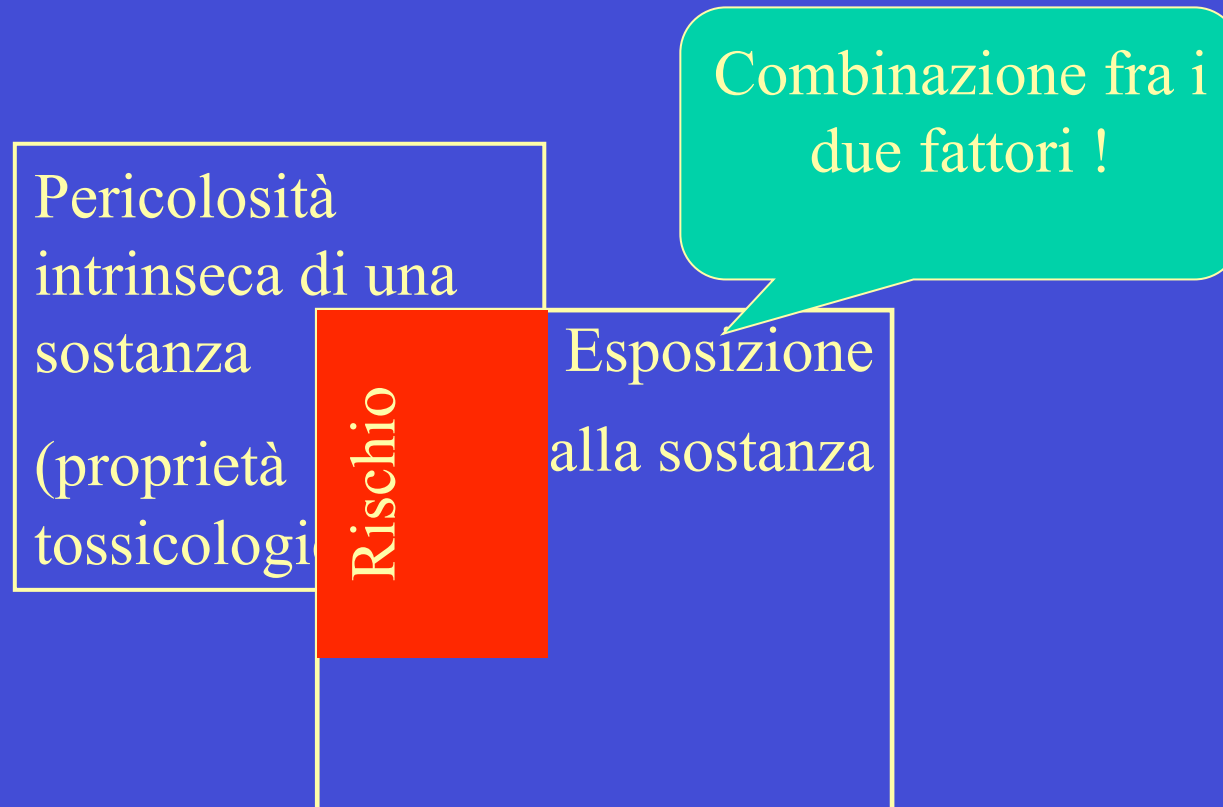 Combinazione fra i
due fattori !
Pericolosità
intrinseca di una
sostanza
(proprietà
Rischio
Esposizione
alla sostanza